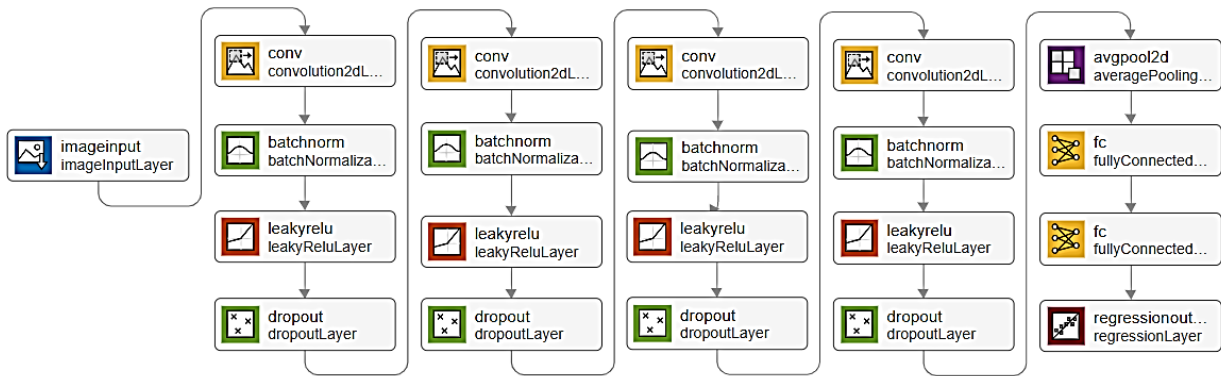 imageinput
imageInputLayer
conv
convolution2dL...
batchnorm
batchNormaliza...
leakyrelu
leakyReluLayer
dropout
dropoutLayer
conv
convolution2dL...
batchnorm
batchNormaliza...
leakyrelu
leakyReluLayer
dropout
dropoutLayer
conv
convolution2dL...
batchnorm
batchNormaliza...
leakyrelu
leakyReluLayer
dropout
dropoutLayer
conv
convolution2dL...
batchnorm
batchNormaliza...
leakyrelu
leakyReluLayer
dropout
dropoutLayer
avgpool2d
averagePooling...
fc
fullyConnected...
fc
fullyConnected...
regressionout...
regressionLayer